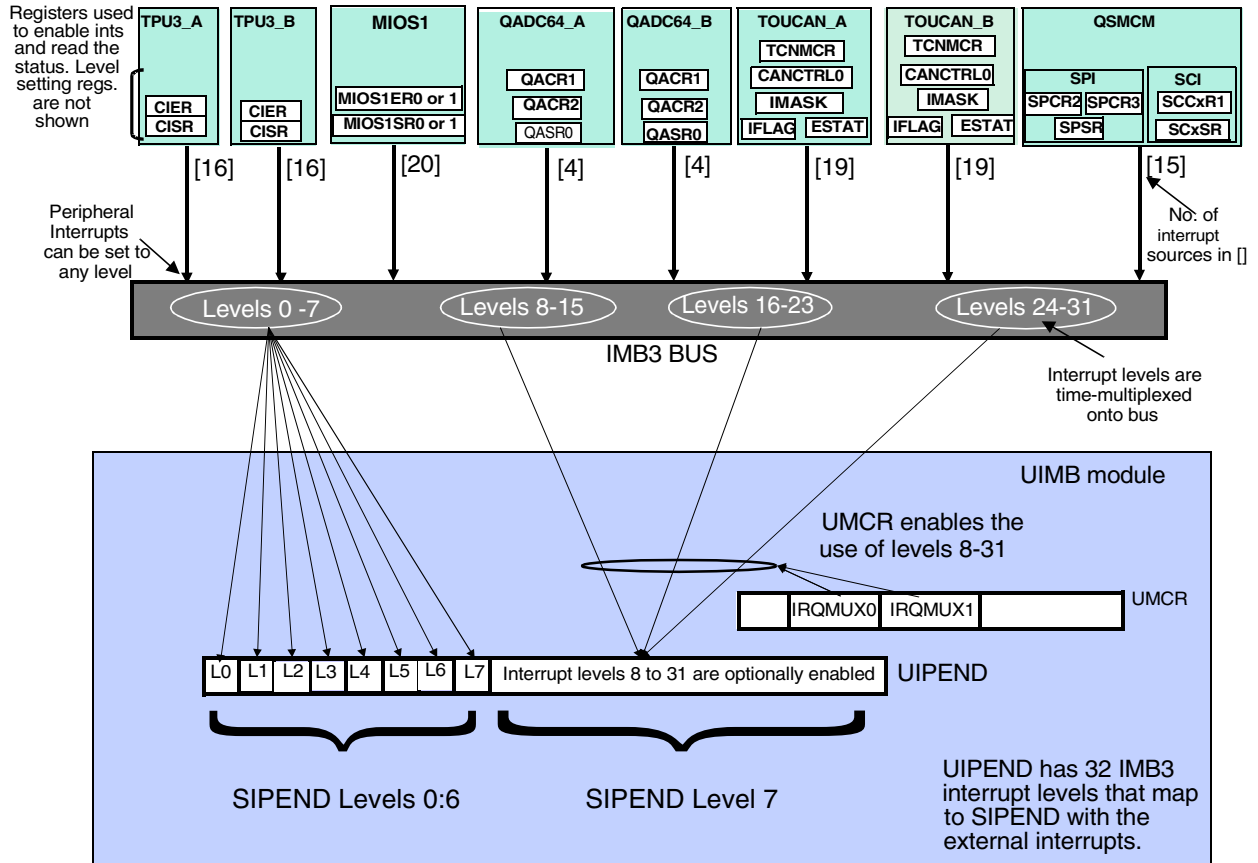 Registers used
to enable ints
and read the
status. Level
setting regs.
are not
shown
TPU3_A
CIER
CISR
TPU3_B
CIER
CISR
MIOS1
MIOS1ER0 or 1
MIOS1SR0 or 1
QADC64_A
QACR1
QACR2
QASR0
QADC64_B
QACR1
QACR2
QASR0
TOUCAN_A
TCNMCR
CANCTRL0
IMASK
IFLAG
ESTAT
TOUCAN_B
TCNMCR
CANCTRL0
IMASK
IFLAG
ESTAT
QSMCM
SPI
SPCR2
SPCR3
SPSR
SCI
SCCxR1
SCxSR
[16]
[16]
[20]
[4]
[4]
[19]
[19]
[15]
Peripheral
Interrupts
can be set to
any level
No. of
interrupt
sources in []
Levels 0 -7
Levels 8-15
Levels 16-23
Levels 24-31
IMB3 BUS
Interrupt levels are
time-multiplexed
onto bus
UIMB module
UMCR enables the
use of levels 8-31
IRQMUX0
IRQMUX1
UMCR
L0
L1
L2
L3
L4
L5
L6
L7
Interrupt levels 8 to 31 are optionally enabled
UIPEND
SIPEND Levels 0:6
SIPEND Level 7
UIPEND has 32 IMB3
interrupt levels that map
to SIPEND with the
external interrupts.